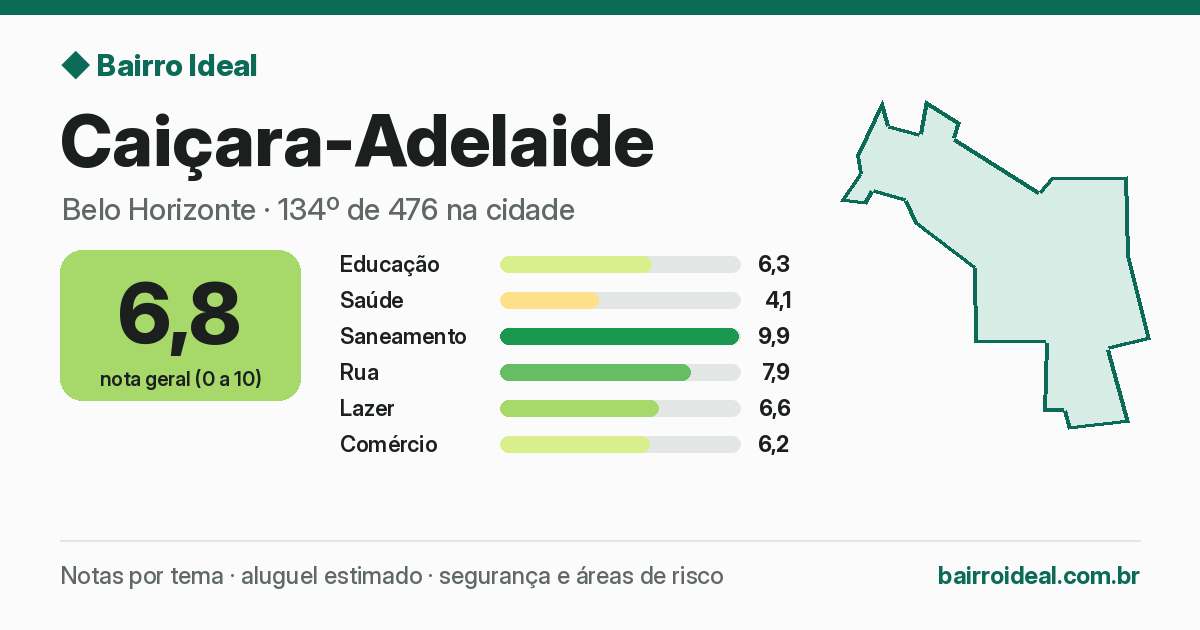 Bairro Ideal
Caiçara-Adelaide
Belo Horizonte · 134º de 476 na cidade
6,8
nota geral (0 a 10)
Educação 6,3
Saúde 4,1
Saneamento 9,9
Rua 7,9
Lazer 6,6
Comércio 6,2
Notas por tema · aluguel estimado · segurança e áreas de risco
bairroideal.com.br